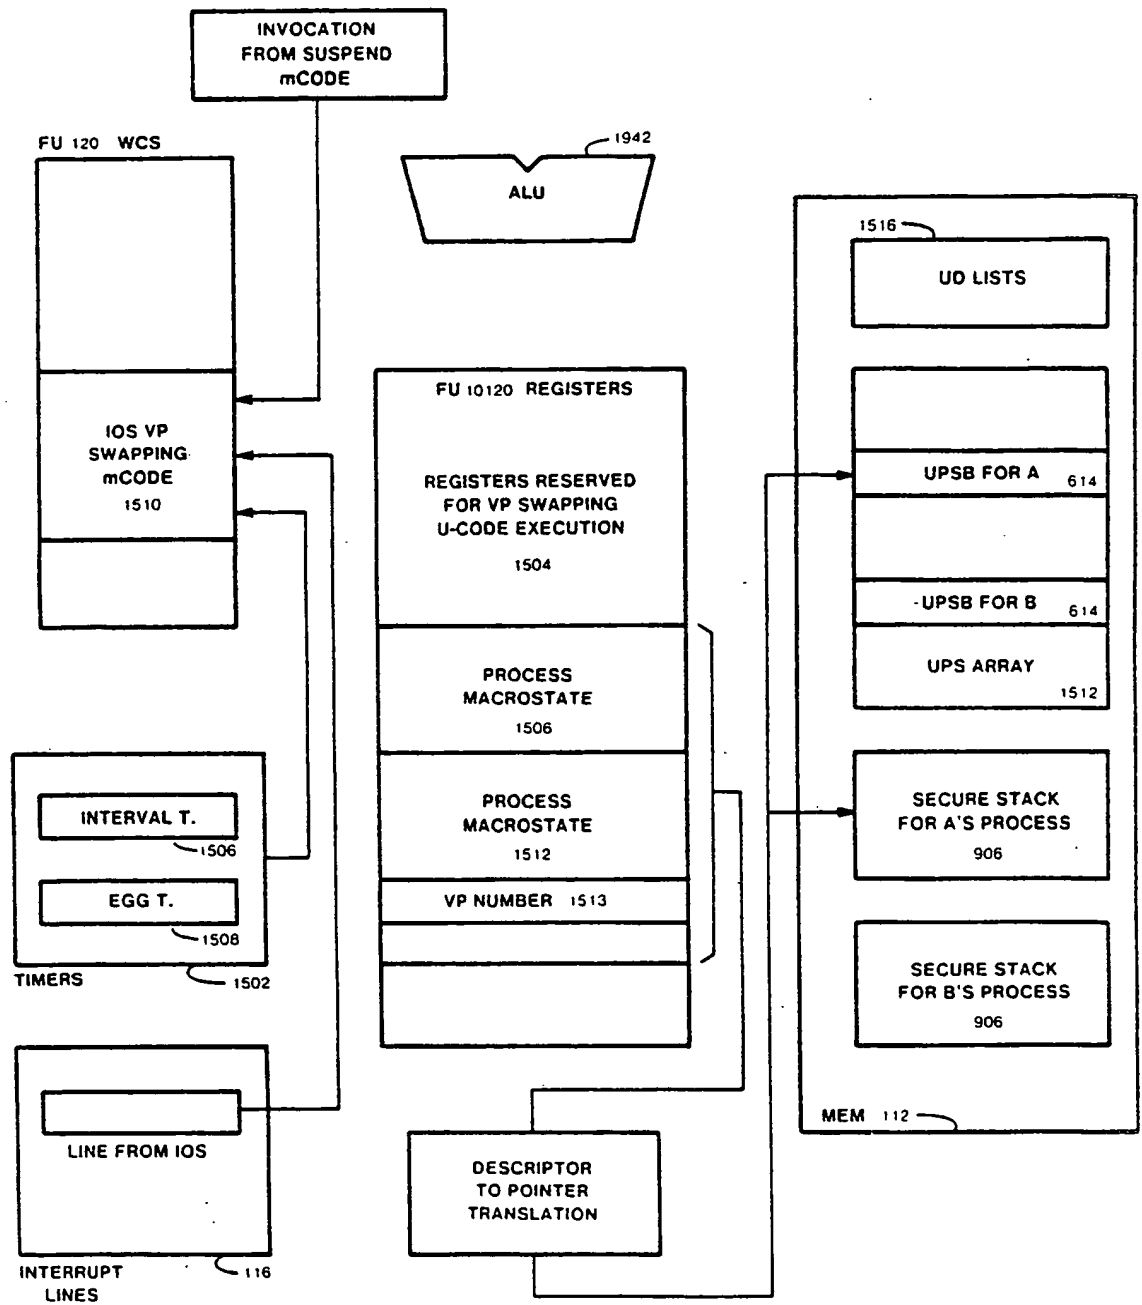 INVOCATION
FROM SUSPEND
mCODE
FU 120 WCS
1942
ALU
1516
UD LISTS
FU 10120 REGISTERS
IOS VP
SWAPPING
mCODE
1510
REGISTERS RESERVED
FOR VP SWAPPING
U-CODE EXECUTION
1504
UPSB FOR A 614
UPSB FOR B 614
UPS ARRAY
1512
PROCESS
MACROSTATE
1506
PROCESS
MACROSTATE
1512
VP NUMBER 1513
INTERVAL T.
1506
EGG T.
1508
TIMERS
1502
SECURE STACK
FOR A'S PROCESS
906
SECURE STACK
FOR B'S PROCESS
906
MEM 112
LINE FROM IOS
INTERRUPT
LINES
116
DESCRIPTOR
TO POINTER
TRANSLATION